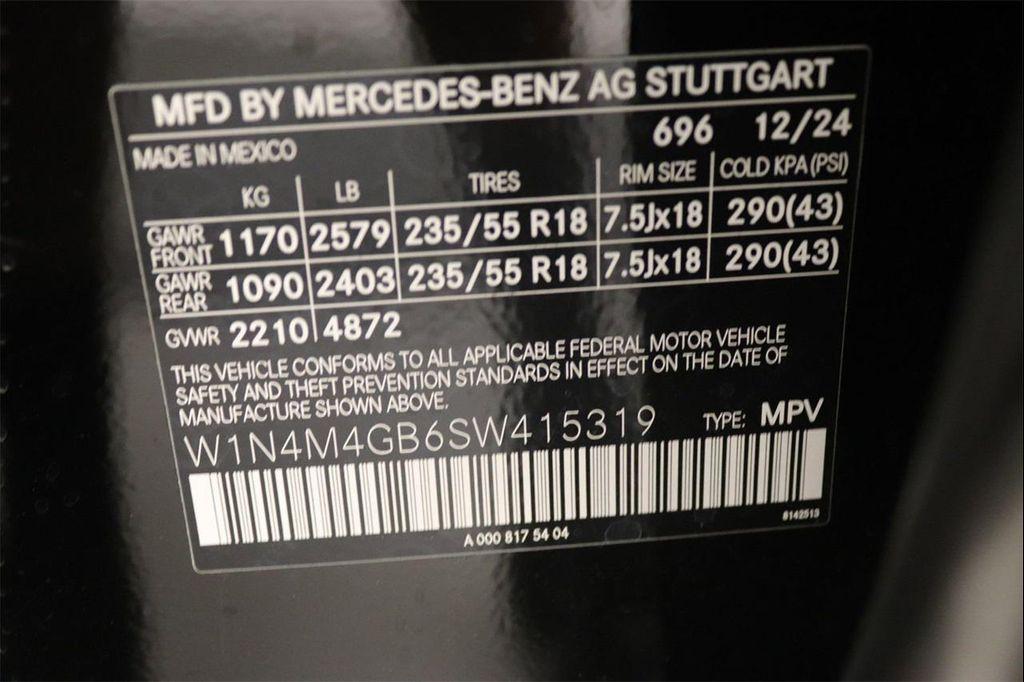 MFD BY MERCEDES-BENZ AG STUTTGART
696 12/24
MADE IN MEXICO
KG LB TIRES RIM SIZE COLD KPA (PSI)
GAWR FRONT 1170 2579 235/55 R18 7.5Jx18 290(43)
GAWR REAR 1090 2403 235/55 R18 7.5Jx18 290(43)
GVWR 2210 4872
THIS VEHICLE CONFORMS TO ALL APPLICABLE FEDERAL MOTOR VEHICLE
SAFETY AND THEFT PREVENTION STANDARDS IN EFFECT ON THE DATE OF
MANUFACTURE SHOWN ABOVE.
W1N4M4GB6SW415319 TYPE: MPV
A 000 817 54 04 8142513